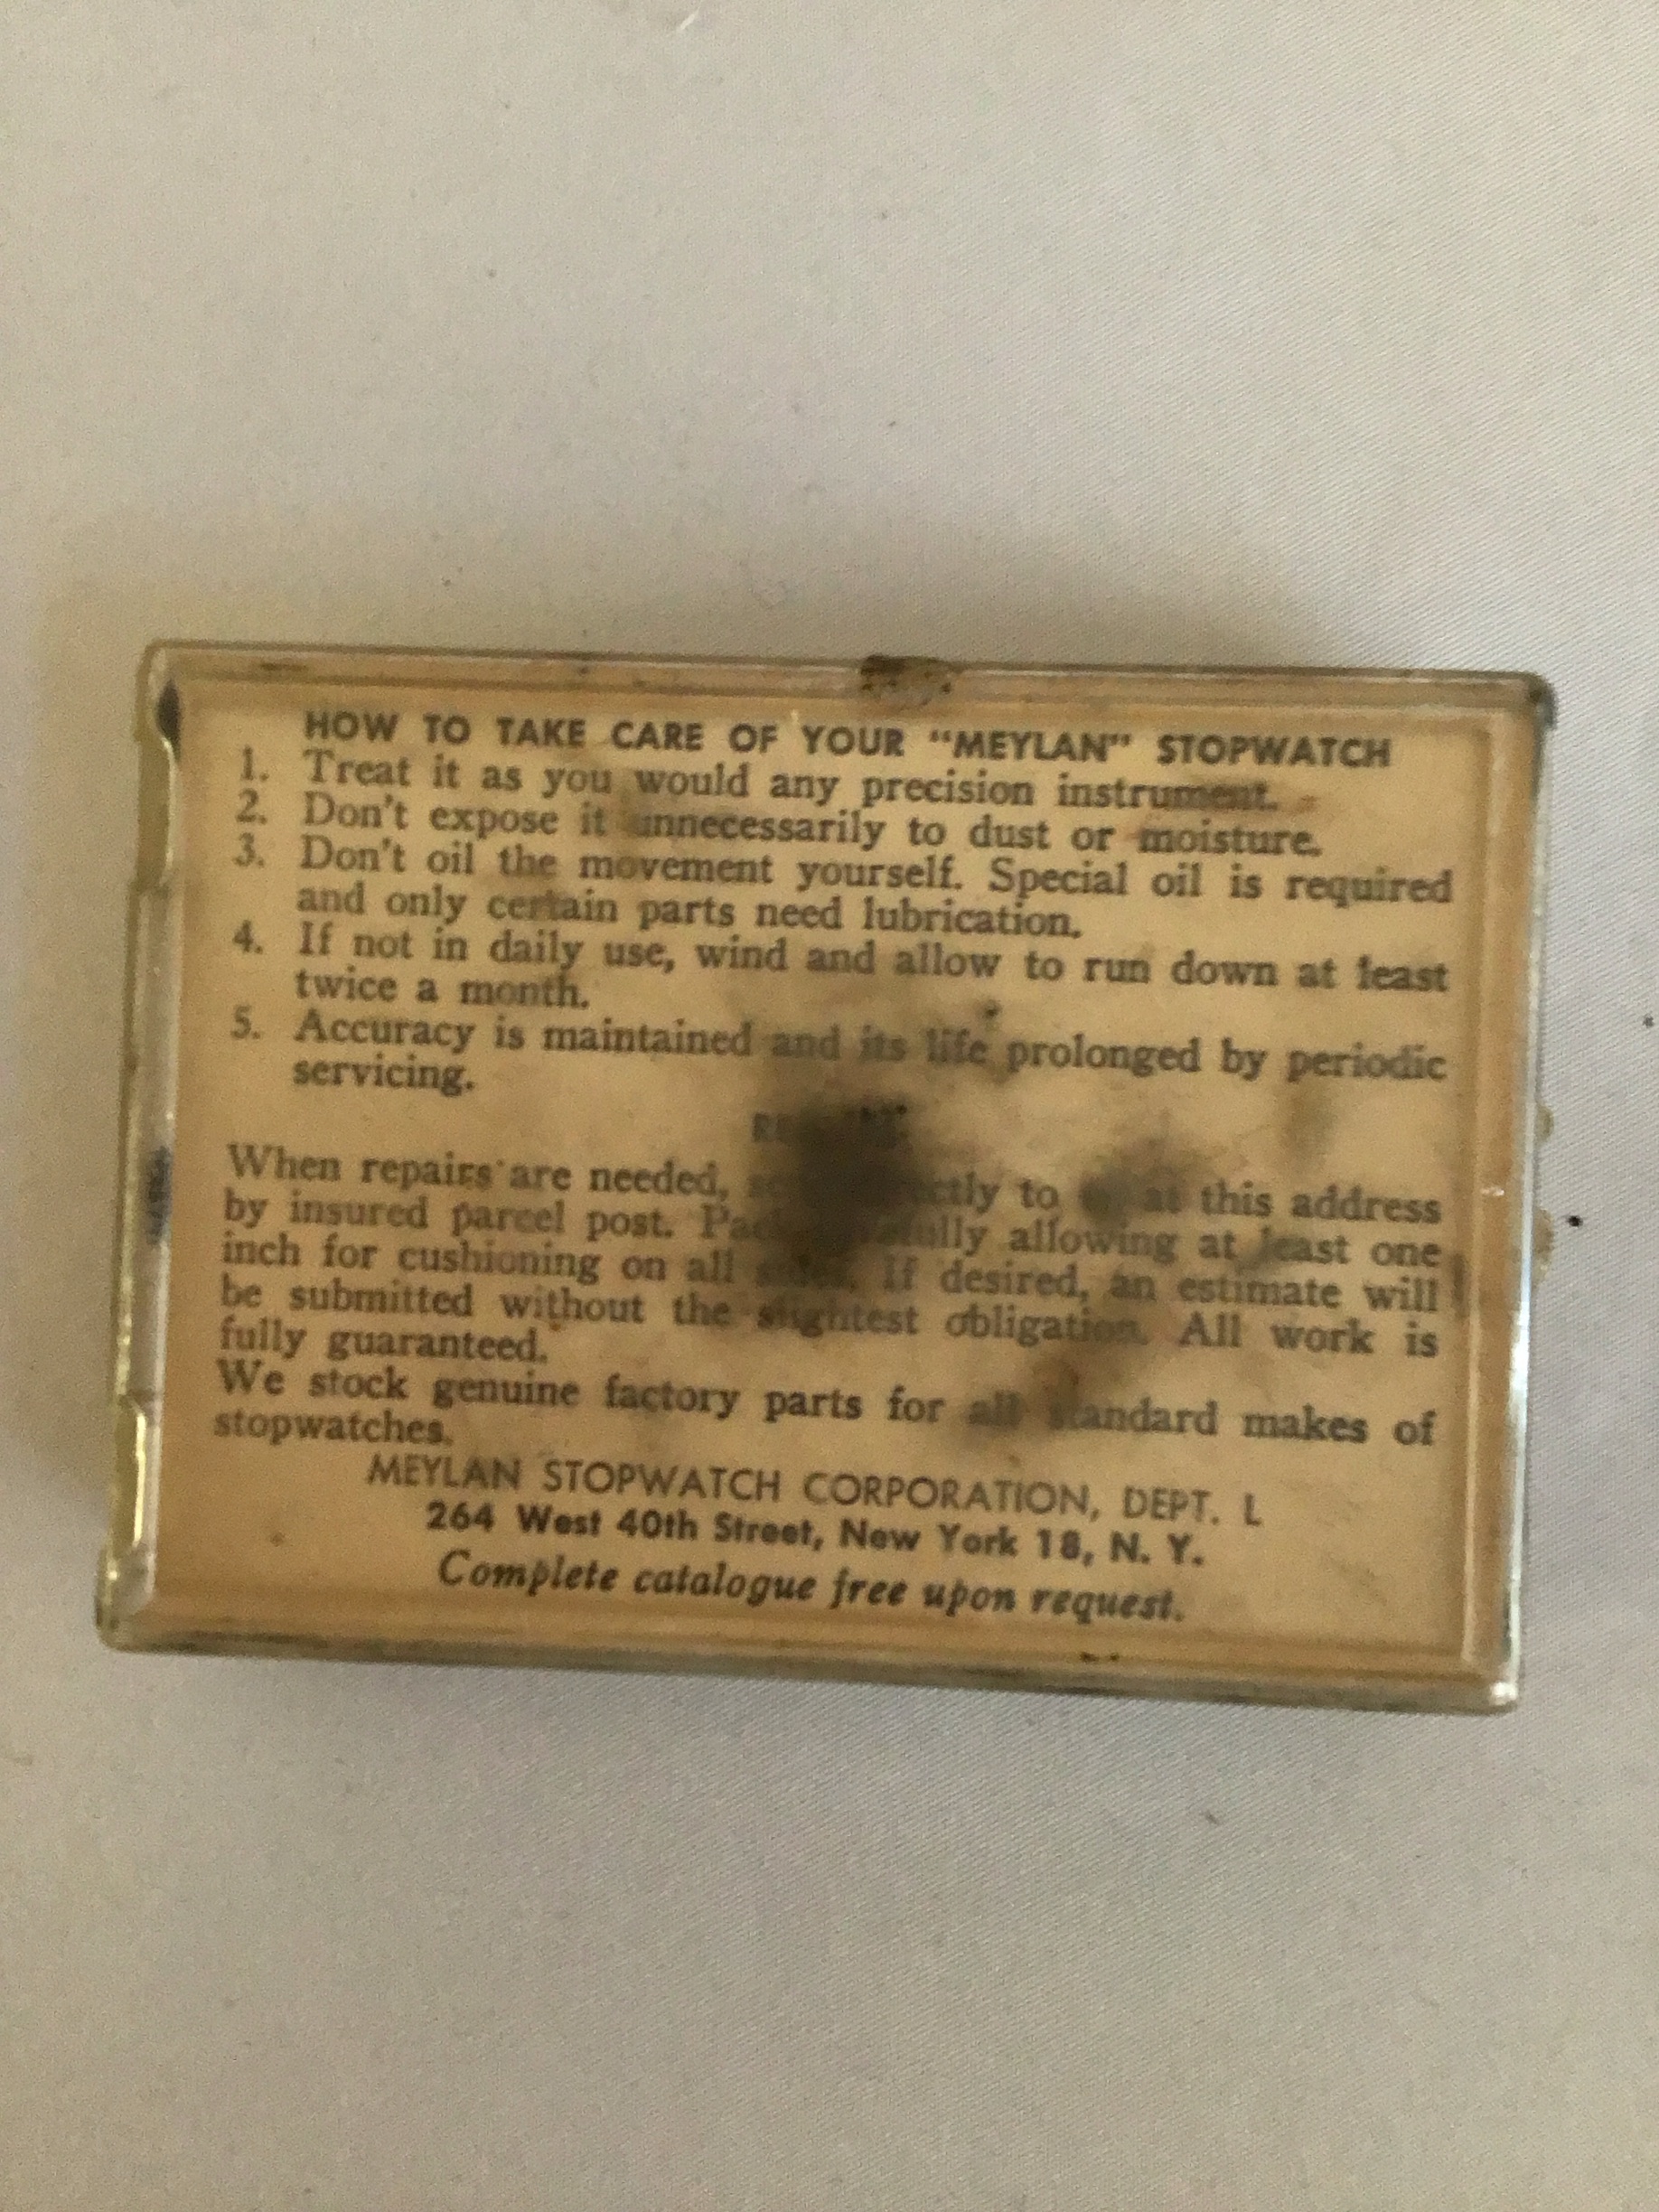 HOW TO TAKE CARE OF YOUR "MEYLAN" STOPWATCH
1. Treat it as you would any precision instrument.
2. Don't expose it unnecessarily to dust or moisture.
3. Don't oil the movement yourself. Special oil is required
and only certain parts need lubrication.
4. If not in daily use, wind and allow to run down at least
twice a month.
5. Accuracy is maintained and its life prolonged by periodic
servicing.
When repairs are needed, to at this address
by insured parcel post. allowing at least one
inch for cushioning on all sides. If desired, an estimate will
be submitted without the slightest obligation. All work is
fully guaranteed.
We stock genuine factory parts for all standard makes of
stopwatches.
MEYLAN STOPWATCH CORPORATION, DEPT. L
264 West 40th Street, New York 18, N. Y.
Complete catalogue free upon request.